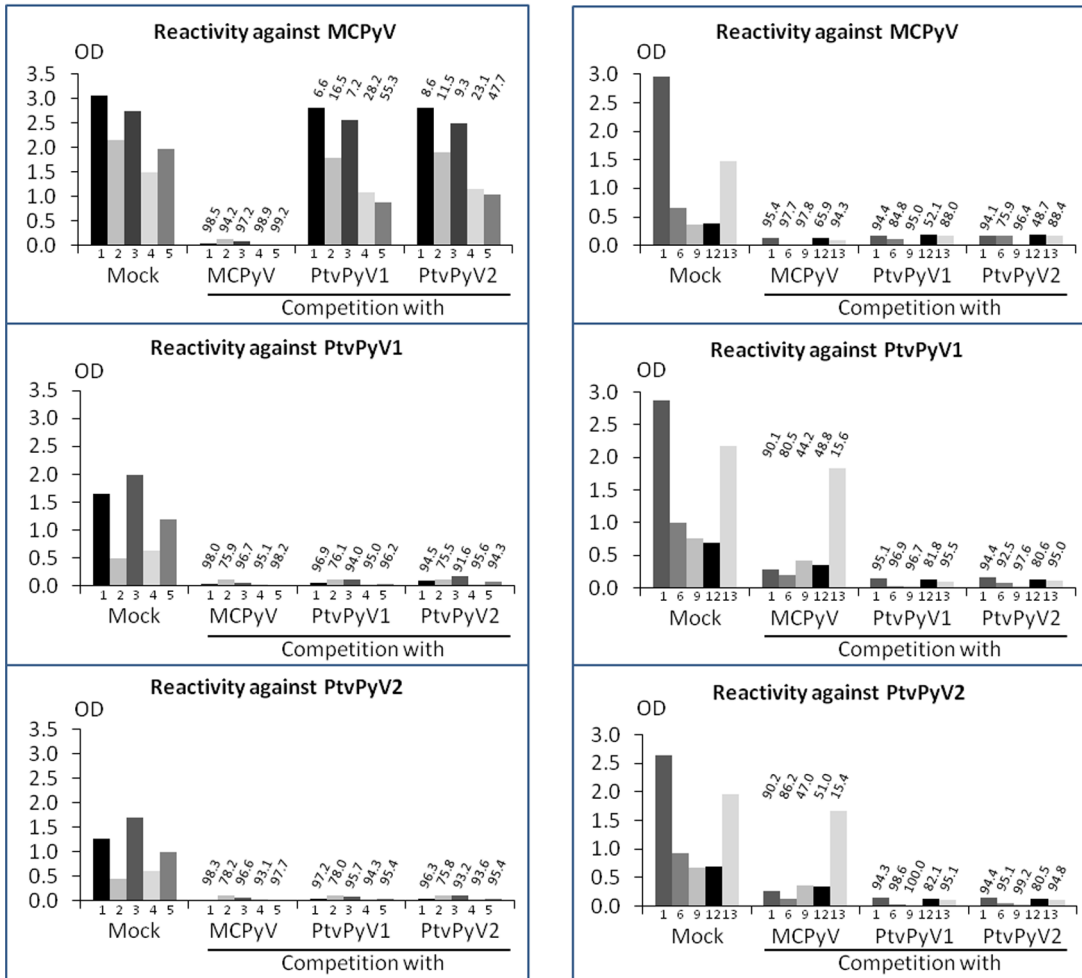 Reactivity against MCPyV
OD
3.5
3.0
2.5
2.0
1.5
1.0
0.5
0.0
98.5 94.2 97.2 98.9 99.2
6.6 16.5 7.2 28.2 55.3
8.6 11.5 9.3 23.1 47.7
1 2 3 4 5 1 2 3 4 5 1 2 3 4 5 1 2 3 4 5
Mock MCPyV PtvPyV1 PtvPyV2
Competition with
Reactivity against MCPyV
OD
3.0
2.5
2.0
1.5
1.0
0.5
0.0
95.4 97.7 97.8 65.9 94.3
94.4 84.8 95.0 52.1 88.0
94.1 75.9 96.4 48.7 88.4
1 6 9 12 13 1 6 9 12 13 1 6 9 12 13 1 6 9 12 13
Mock MCPyV PtvPyV1 PtvPyV2
Competition with
Reactivity against PtvPyV1
OD
3.5
3.0
2.5
2.0
1.5
1.0
0.5
0.0
98.0 75.9 96.7 95.1 98.2
96.9 76.1 94.0 95.0 96.2
94.5 75.5 91.6 95.6 94.3
1 2 3 4 5 1 2 3 4 5 1 2 3 4 5 1 2 3 4 5
Mock MCPyV PtvPyV1 PtvPyV2
Competition with
Reactivity against PtvPyV1
OD
3.0
2.5
2.0
1.5
1.0
0.5
0.0
90.1 80.5 44.2 48.8 15.6
95.1 96.9 96.7 81.8 95.5
94.4 92.5 97.6 80.6 95.0
1 6 9 12 13 1 6 9 12 13 1 6 9 12 13 1 6 9 12 13
Mock MCPyV PtvPyV1 PtvPyV2
Competition with
Reactivity against PtvPyV2
OD
3.5
3.0
2.5
2.0
1.5
1.0
0.5
0.0
98.3 78.2 96.6 93.1 97.7
97.2 78.0 95.7 94.3 95.4
96.3 75.8 93.2 93.6 95.4
1 2 3 4 5 1 2 3 4 5 1 2 3 4 5 1 2 3 4 5
Mock MCPyV PtvPyV1 PtvPyV2
Competition with
Reactivity against PtvPyV2
OD
3.0
2.5
2.0
1.5
1.0
0.5
0.0
90.2 86.2 47.0 51.0 15.4
94.3 98.6 100.0 82.1 95.1
94.4 95.1 99.2 80.5 94.8
1 6 9 12 13 1 6 9 12 13 1 6 9 12 13 1 6 9 12 13
Mock MCPyV PtvPyV1 PtvPyV2
Competition with